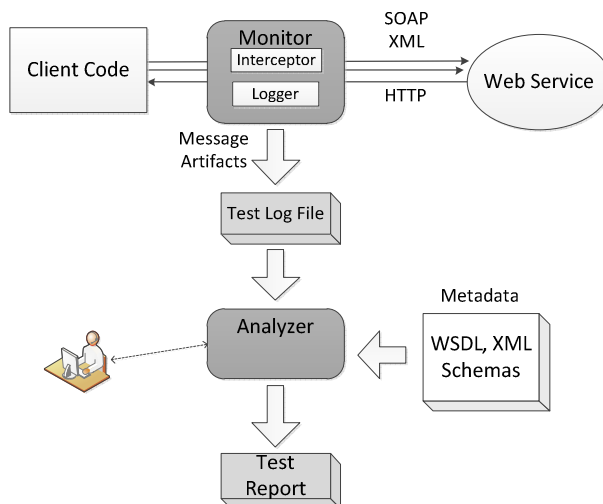 Client Code
Monitor
Interceptor
Logger
SOAP
XML
HTTP
Web Service
Message
Artifacts
Test Log File
Analyzer
Metadata
WSDL, XML
Schemas
Test
Report